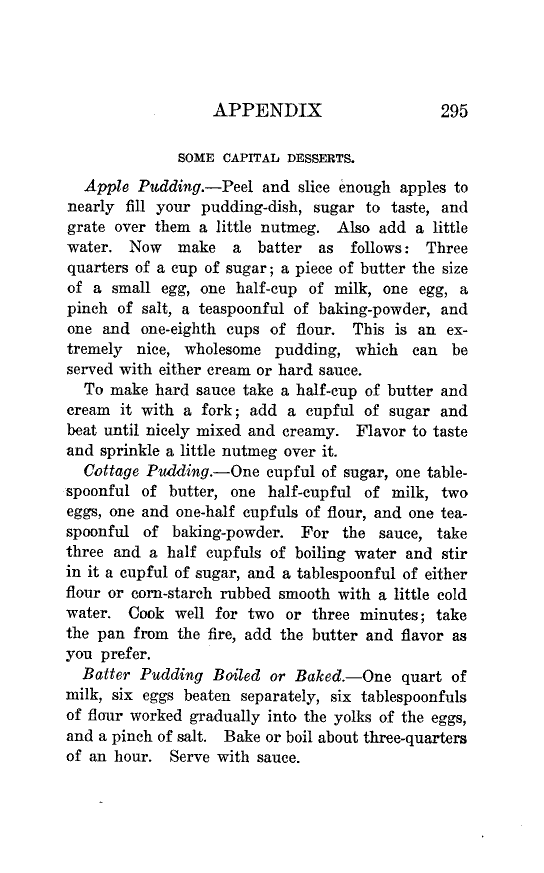 APPENDIX 295
SOME CAPITAL DESSERTS.
Apple Pudding.—Peel and slice enough apples to
nearly fill your pudding-dish, sugar to taste, and
grate over them a little nutmeg. Also add a little
water. Now make a batter as follows: Three
quarters of a cup of sugar; a piece of butter the size
of a small egg, one half-cup of milk, one egg, a
pinch of salt, a teaspoonful of baking-powder, and
one and one-eighth cups of flour. This is an ex-
tremely nice, wholesome pudding, which can be
served with either cream or hard sauce.
To make hard sauce take a half-cup of butter and
cream it with a fork; add a cupful of sugar and
beat until nicely mixed and creamy. Flavor to taste
and sprinkle a little nutmeg over it.
Cottage Pudding.—One cupful of sugar, one table-
spoonful of butter, one half-cupful of milk, two
eggs, one and one-half cupfuls of flour, and one tea-
spoonful of baking-powder. For the sauce, take
three and a half cupfuls of boiling water and stir
in it a cupful of sugar, and a tablespoonful of either
flour or corn-starch rubbed smooth with a little cold
water. Cook well for two or three minutes; take
the pan from the fire, add the butter and flavor as
you prefer.
Batter Pudding Boiled or Baked.—One quart of
milk, six eggs beaten separately, six tablespoonfuls
of flour worked gradually into the yolks of the eggs,
and a pinch of salt. Bake or boil about three-quarters
of an hour. Serve with sauce.